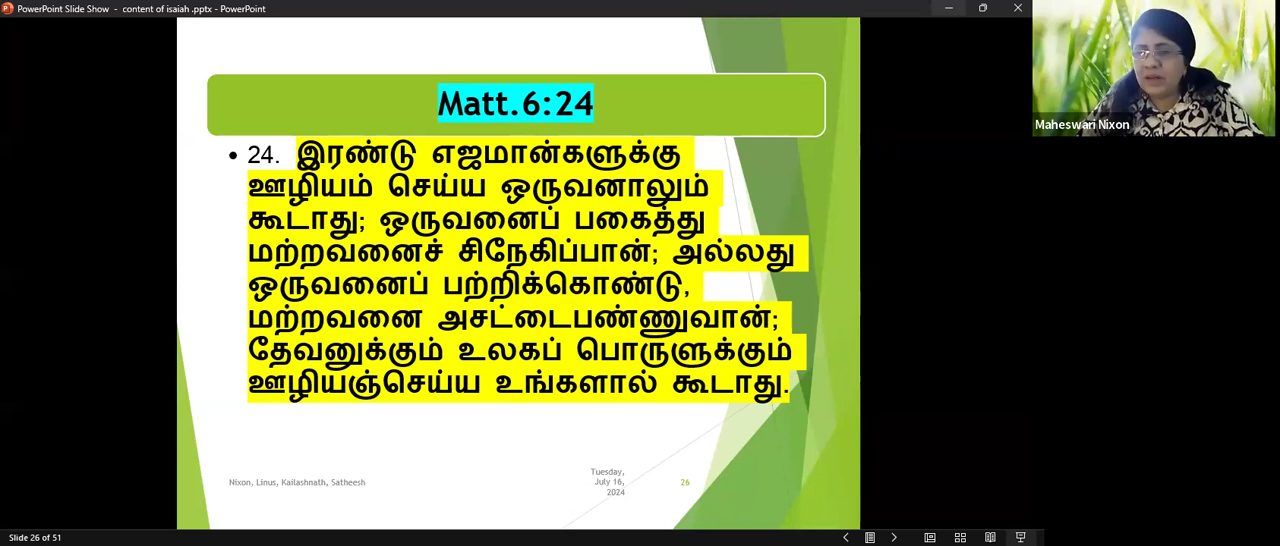 PowerPoint Slide Show - content of isaiah .pptx - PowerPoint
Maheswari Nixon
Matt.6:24
• 24. இரண்டு எஜமான்களுக்கு
ஊழியம் செய்ய ஒருவனாலும்
கூடாது; ஒருவனைப் பகைத்து
மற்றவனைச் சிநேகிப்பான்; அல்லது
ஒருவனைப் பற்றிக்கொண்டு,
மற்றவனை அசட்டைபண்ணுவான்;
தேவனுக்கும் உலகப் பொருளுக்கும்
ஊழியஞ்செய்ய உங்களால் கூடாது.
Nixon, Linus, Kailashnath, Satheesh
Tuesday,
July 16,
2024
26
Slide 26 of 51